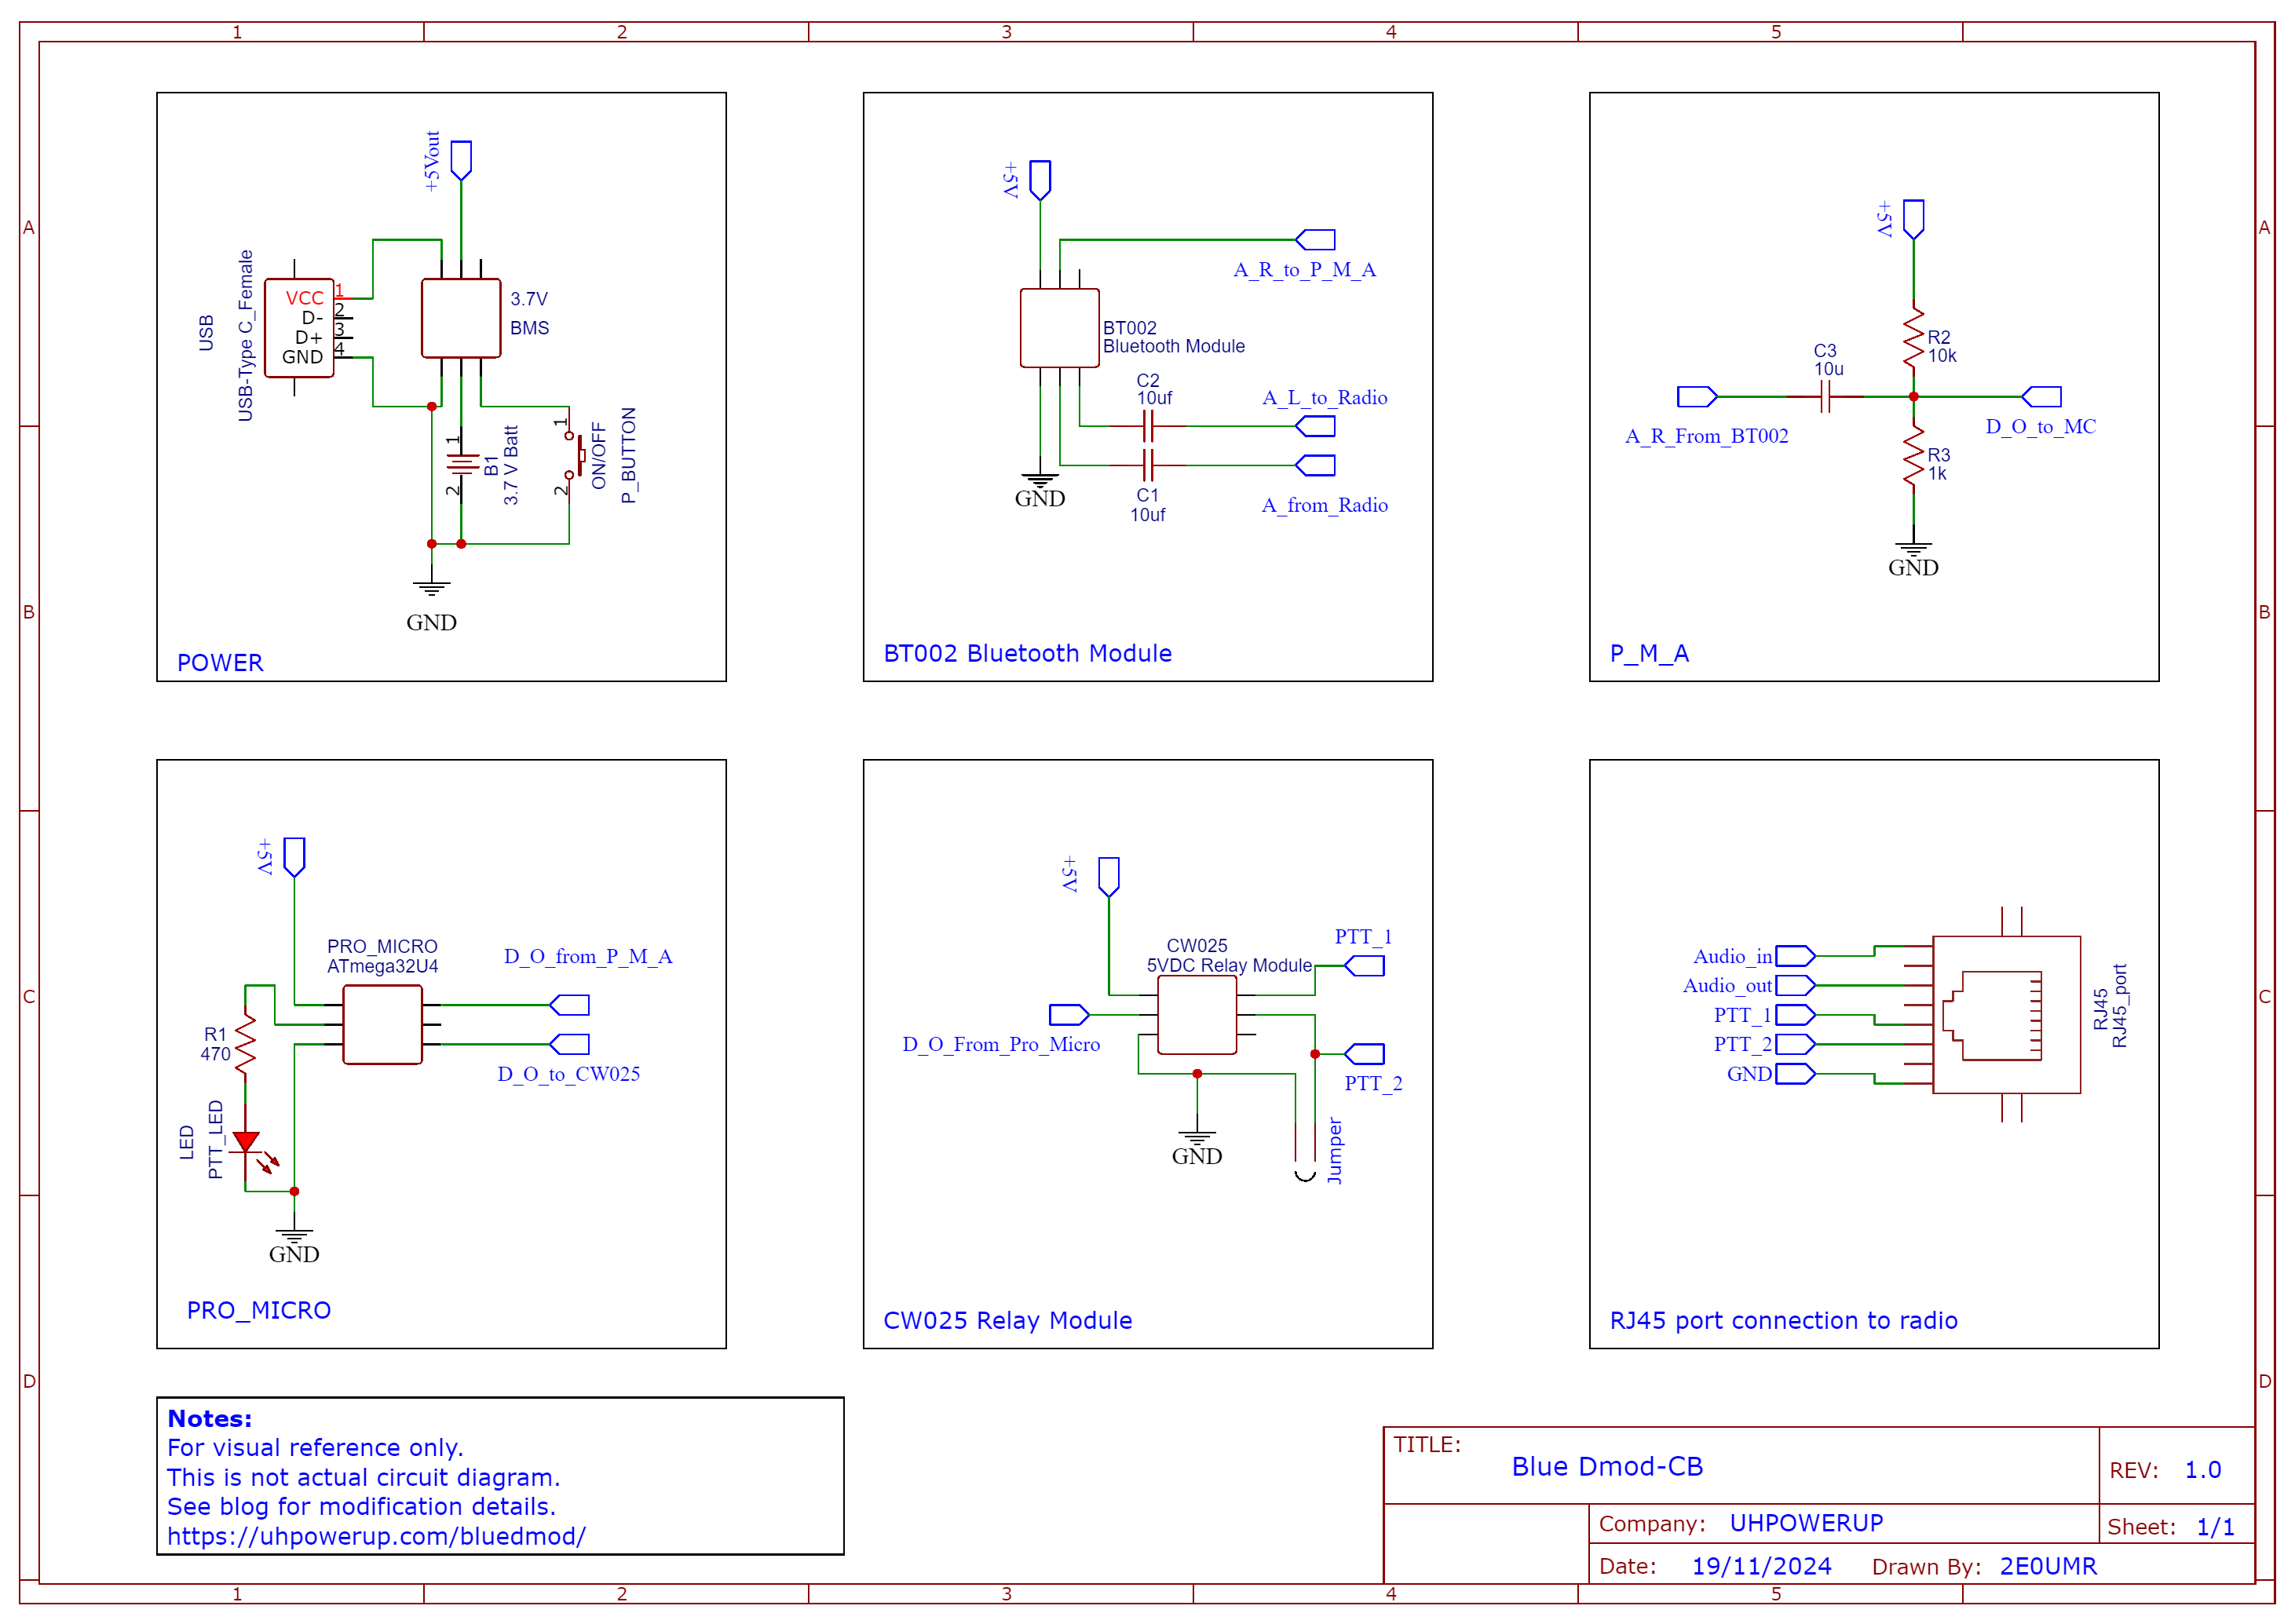 1 2 3 4 5
A
B
C
D
A
B
C
D
+5Vout
USB
USB-Type C_Female
VCC 1
D- 2
D+ 3
GND 4
3.7V
BMS
1
2
B1
3.7 V Batt
1
2
ON/OFF
P_BUTTON
GND
POWER
+5V
A_R_to_P_M_A
BT002
Bluetooth Module
C2
10uf
A_L_to_Radio
C1
10uf
A_from_Radio
GND
BT002 Bluetooth Module
+5V
R2
10k
C3
10u
A_R_From_BT002
D_O_to_MC
R3
1k
GND
P_M_A
+5V
PRO_MICRO
ATmega32U4
D_O_from_P_M_A
D_O_to_CW025
R1
470
LED
PTT_LED
GND
PRO_MICRO
+5V
CW025
5VDC Relay Module
PTT_1
D_O_From_Pro_Micro
PTT_2
GND
Jumper
CW025 Relay Module
Audio_in
Audio_out
PTT_1
PTT_2
GND
RJ45
RJ45_port
RJ45 port connection to radio
Notes:
For visual reference only.
This is not actual circuit diagram.
See blog for modification details.
https://uhpowerup.com/bluedmod/
TITLE:
Blue Dmod-CB
REV: 1.0
Company: UHPOWERUP
Sheet: 1/1
Date: 19/11/2024 Drawn By: 2E0UMR
1 2 3 4 5